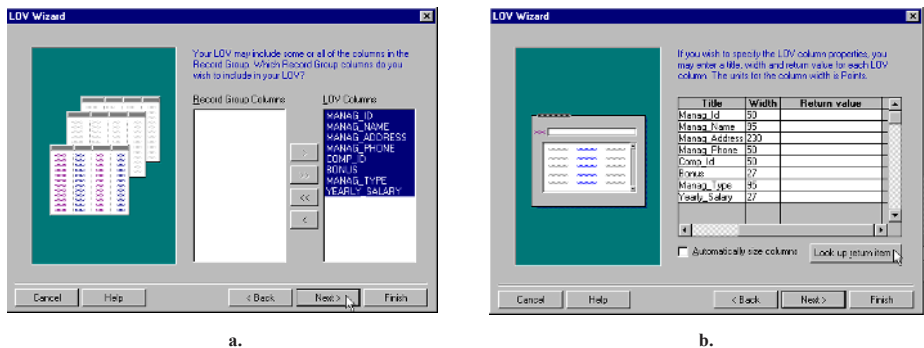 LOV Wizard
Your LOV may include some or all of the columns in the
Record Group. Which Record Group columns do you
wish to include in your LOV?
Record Group Columns
LOV Columns
MANAG_ID
MANAG_NAME
MANAG_ADDRESS
MANAG_PHONE
COMP_ID
BONUS
MANAG_TYPE
YEARLY_SALARY
>
>>
<<
<
Cancel Help < Back Next > Finish
a.
LOV Wizard
If you wish to specify the LOV column properties, you
may enter a title, width and return value for each LOV
column. The units for the column width is Points.
Title Width Return value
Manag_Id 50
Manag_Name 95
Manag_Address 200
Manag_Phone 50
Comp_Id 50
Bonus 27
Manag_Type 95
Yearly_Salary 27
Automatically size columns Look up return item
Cancel Help < Back Next > Finish
b.